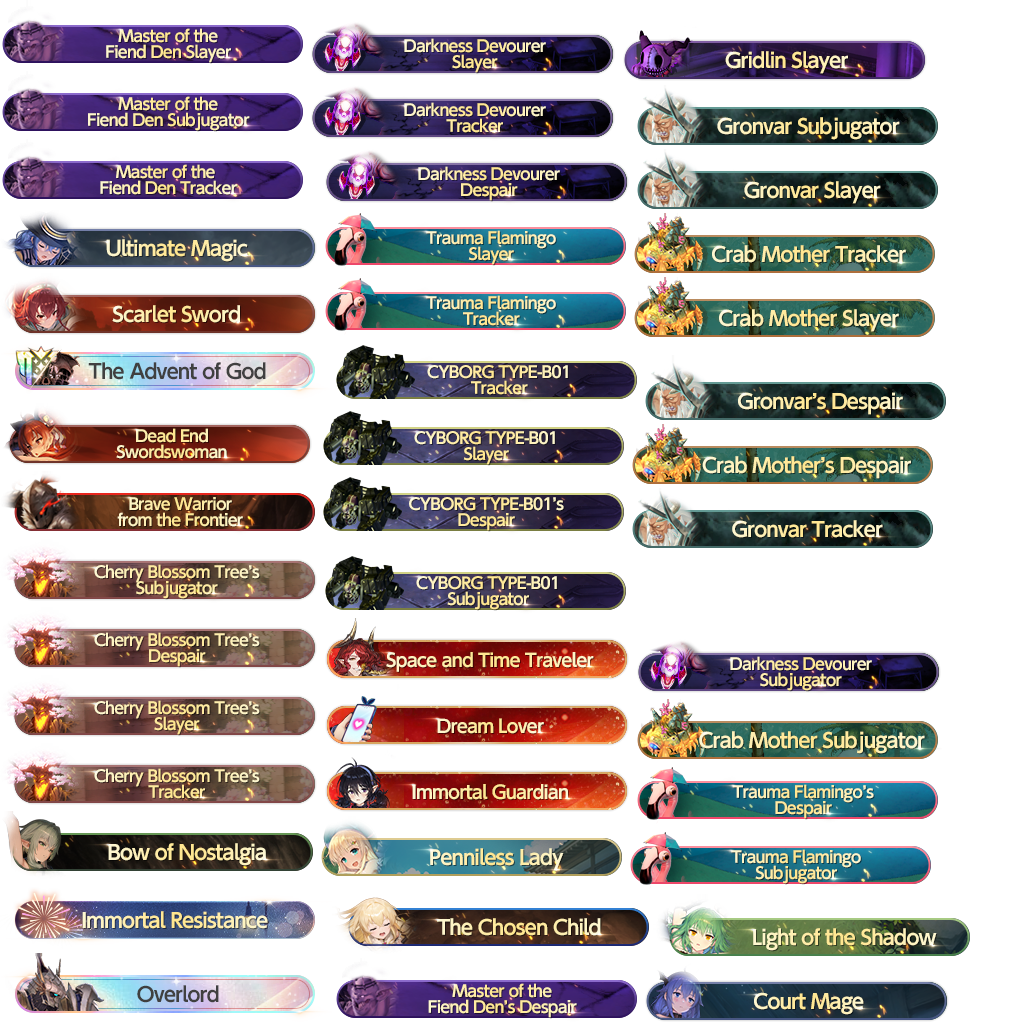 Master of the
Fiend Den Slayer
Master of the
Fiend Den Subjugator
Master of the
Fiend Den Tracker
Ultimate Magic
Scarlet Sword
The Advent of God
Dead End
Swordswoman
Brave Warrior
from the Frontier
Cherry Blossom Tree's
Subjugator
Cherry Blossom Tree's
Despair
Cherry Blossom Tree's
Slayer
Cherry Blossom Tree's
Tracker
Bow of Nostalgia
Immortal Resistance
Overlord
Darkness Devourer
Slayer
Darkness Devourer
Tracker
Darkness Devourer
Despair
Trauma Flamingo
Slayer
Trauma Flamingo
Tracker
CYBORG TYPE-B01
Tracker
CYBORG TYPE-B01
Slayer
CYBORG TYPE-B01's
Despair
CYBORG TYPE-B01
Subjugator
Space and Time Traveler
Dream Lover
Immortal Guardian
Penniless Lady
The Chosen Child
Master of the
Fiend Den's Despair
Gridlin Slayer
Gronvar Subjugator
Gronvar Slayer
Crab Mother Tracker
Crab Mother Slayer
Gronvar's Despair
Crab Mother's Despair
Gronvar Tracker
Darkness Devourer
Subjugator
Crab Mother Subjugator
Trauma Flamingo's
Despair
Trauma Flamingo
Subjugator
Light of the Shadow
Court Mage